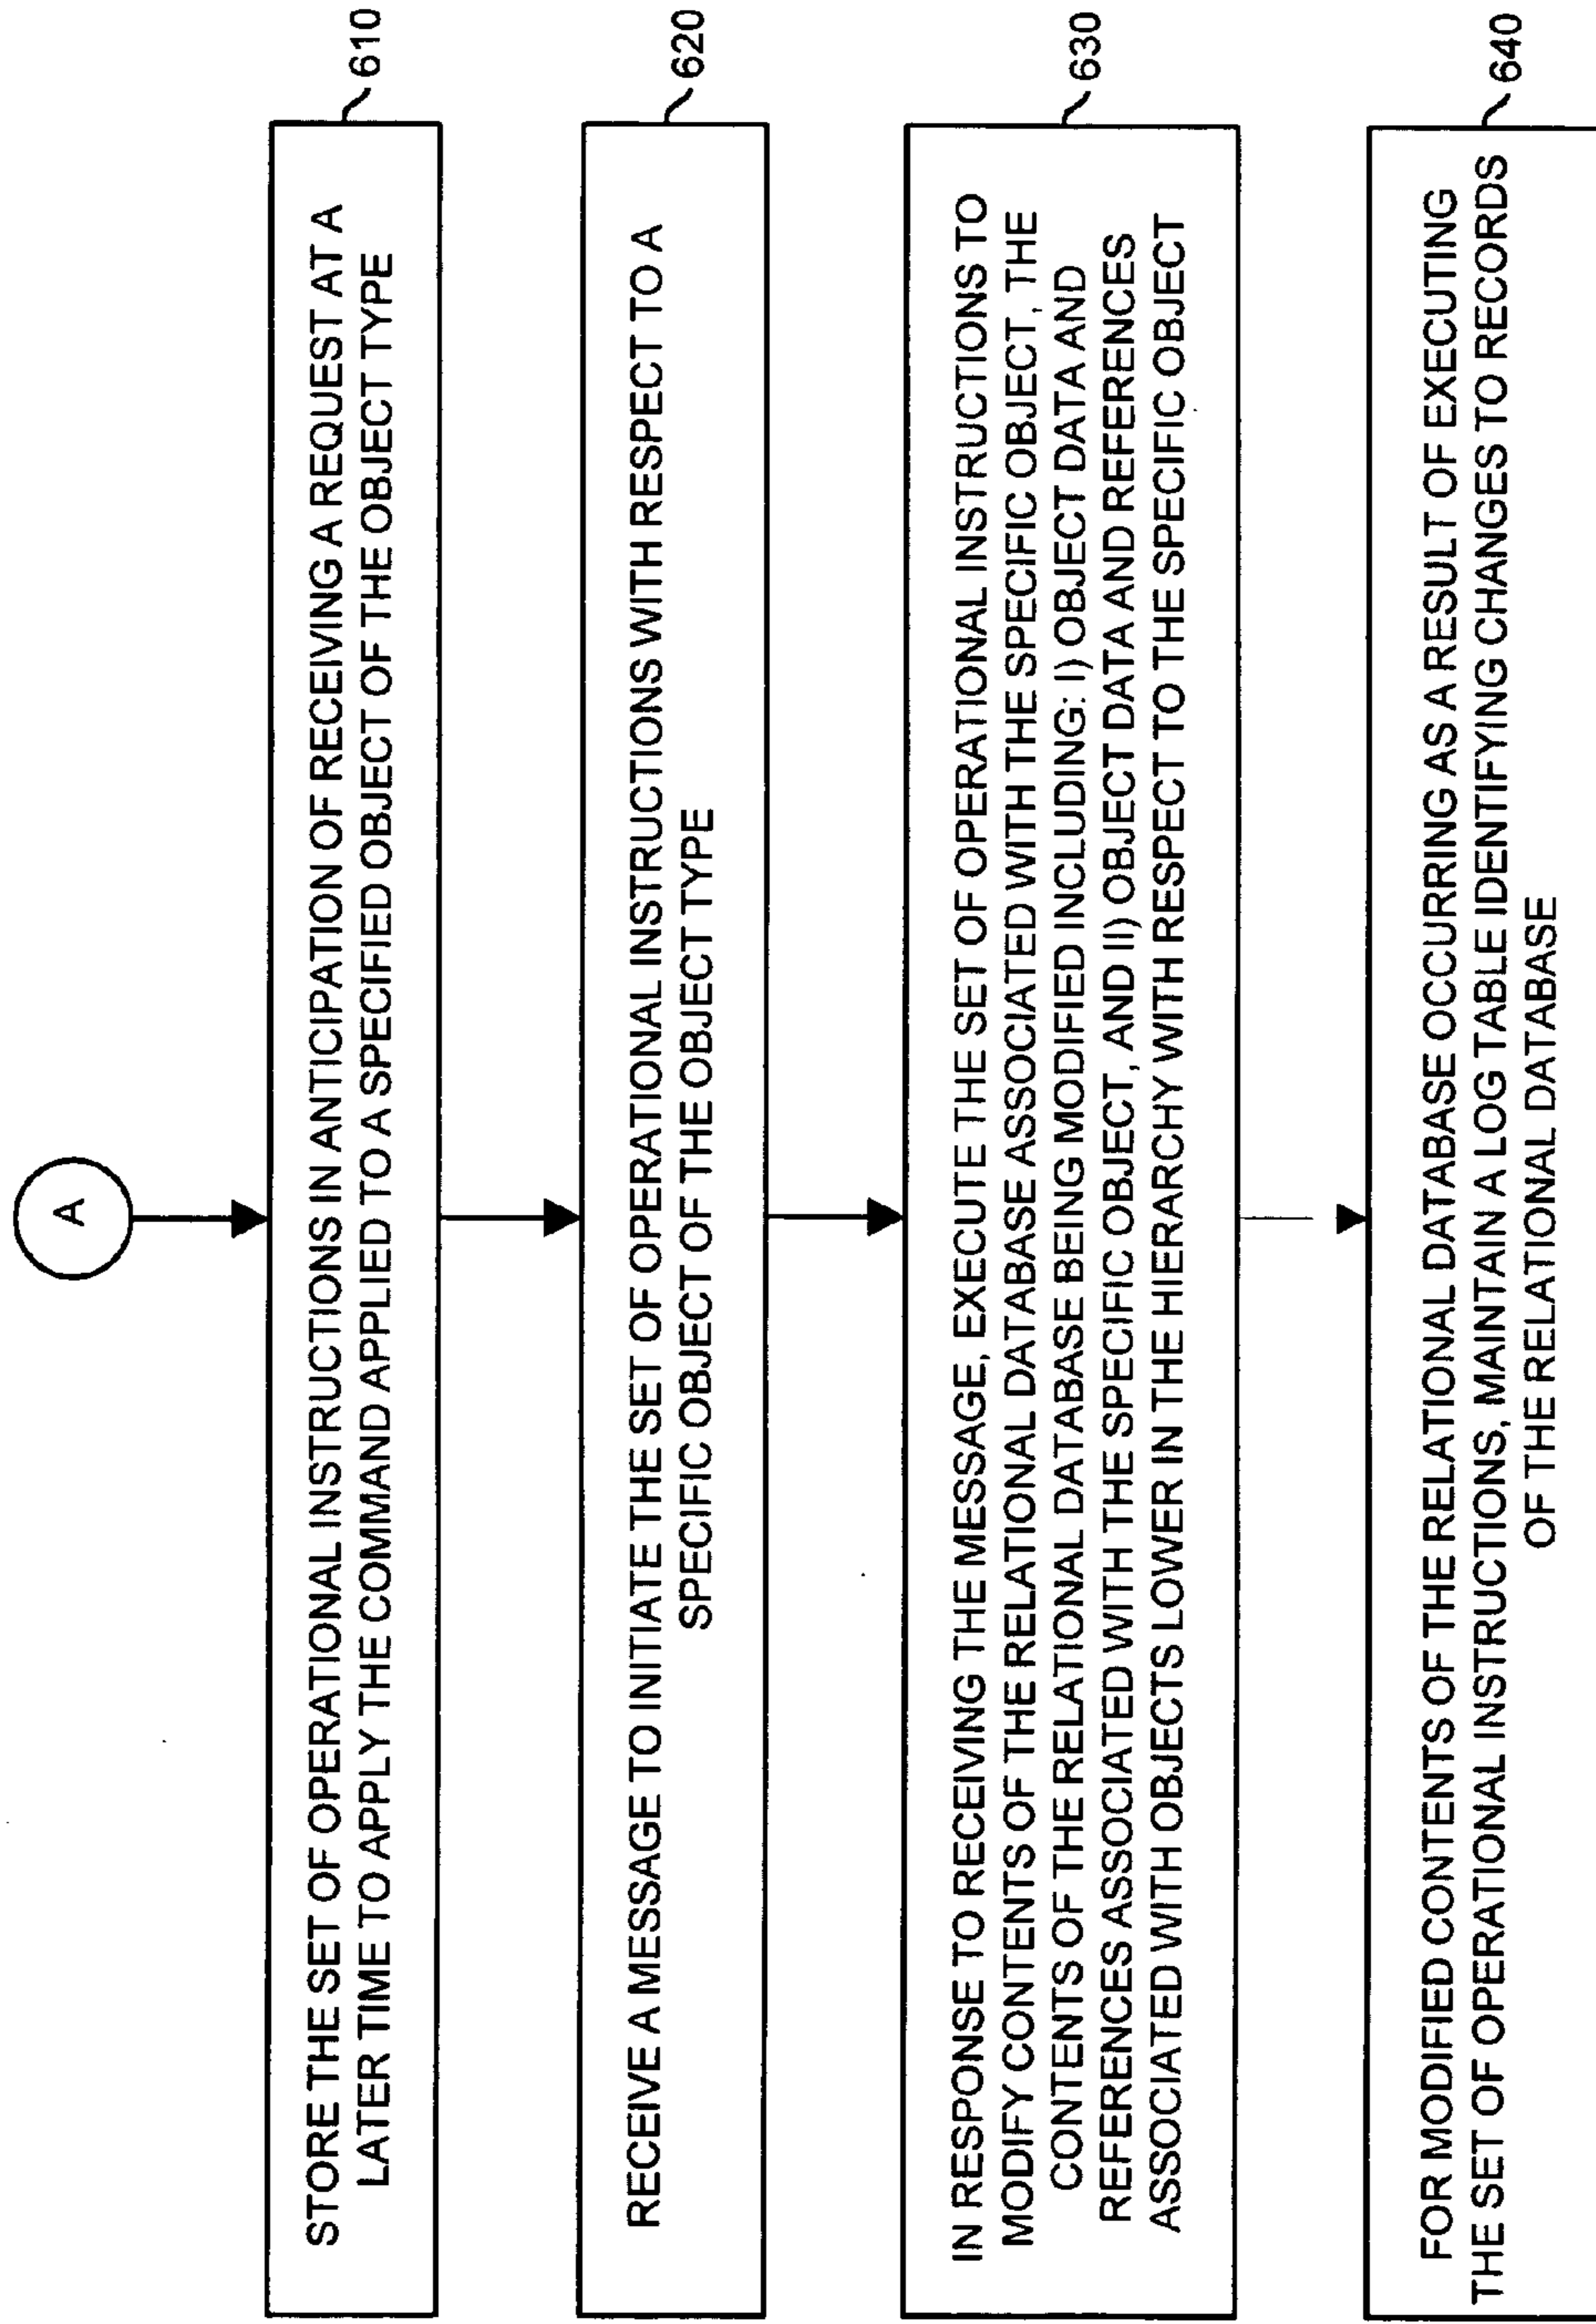 A
STORE THE SET OF OPERATIONAL INSTRUCTIONS IN ANTICIPATION OF RECEIVING A REQUEST AT A
LATER TIME TO APPLY THE COMMAND APPLIED TO A SPECIFIED OBJECT OF THE OBJECT TYPE
610
RECEIVE A MESSAGE TO INITIATE THE SET OF OPERATIONAL INSTRUCTIONS WITH RESPECT TO A
SPECIFIC OBJECT OF THE OBJECT TYPE
620
IN RESPONSE TO RECEIVING THE MESSAGE, EXECUTE THE SET OF OPERATIONAL INSTRUCTIONS TO
MODIFY CONTENTS OF THE RELATIONAL DATABASE ASSOCIATED WITH THE SPECIFIC OBJECT, THE
CONTENTS OF THE RELATIONAL DATABASE BEING MODIFIED INCLUDING: I) OBJECT DATA AND
REFERENCES ASSOCIATED WITH THE SPECIFIC OBJECT, AND II) OBJECT DATA AND REFERENCES
ASSOCIATED WITH OBJECTS LOWER IN THE HIERARCHY WITH RESPECT TO THE SPECIFIC OBJECT
630
FOR MODIFIED CONTENTS OF THE RELATIONAL DATABASE OCCURRING AS A RESULT OF EXECUTING
THE SET OF OPERATIONAL INSTRUCTIONS, MAINTAIN A LOG TABLE IDENTIFYING CHANGES TO RECORDS
OF THE RELATIONAL DATABASE
640